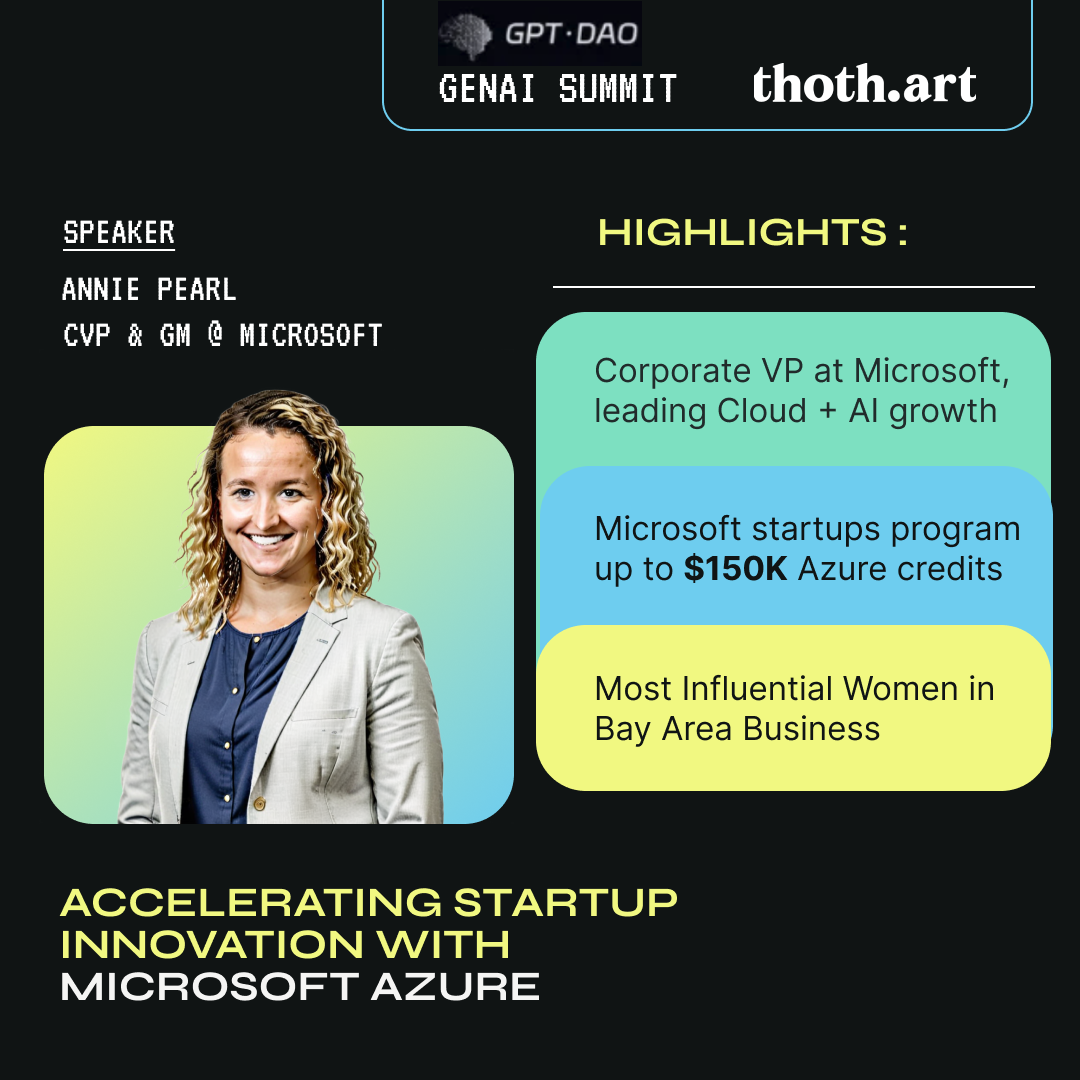 GPT·DAO
GENAI SUMMIT
thoth.art
SPEAKER
ANNIE PEARL
CVP & GM @ MICROSOFT
HIGHLIGHTS :
Corporate VP at Microsoft,
leading Cloud + AI growth
Microsoft startups program
up to $150K Azure credits
Most Influential Women in
Bay Area Business
ACCELERATING STARTUP
INNOVATION WITH
MICROSOFT AZURE